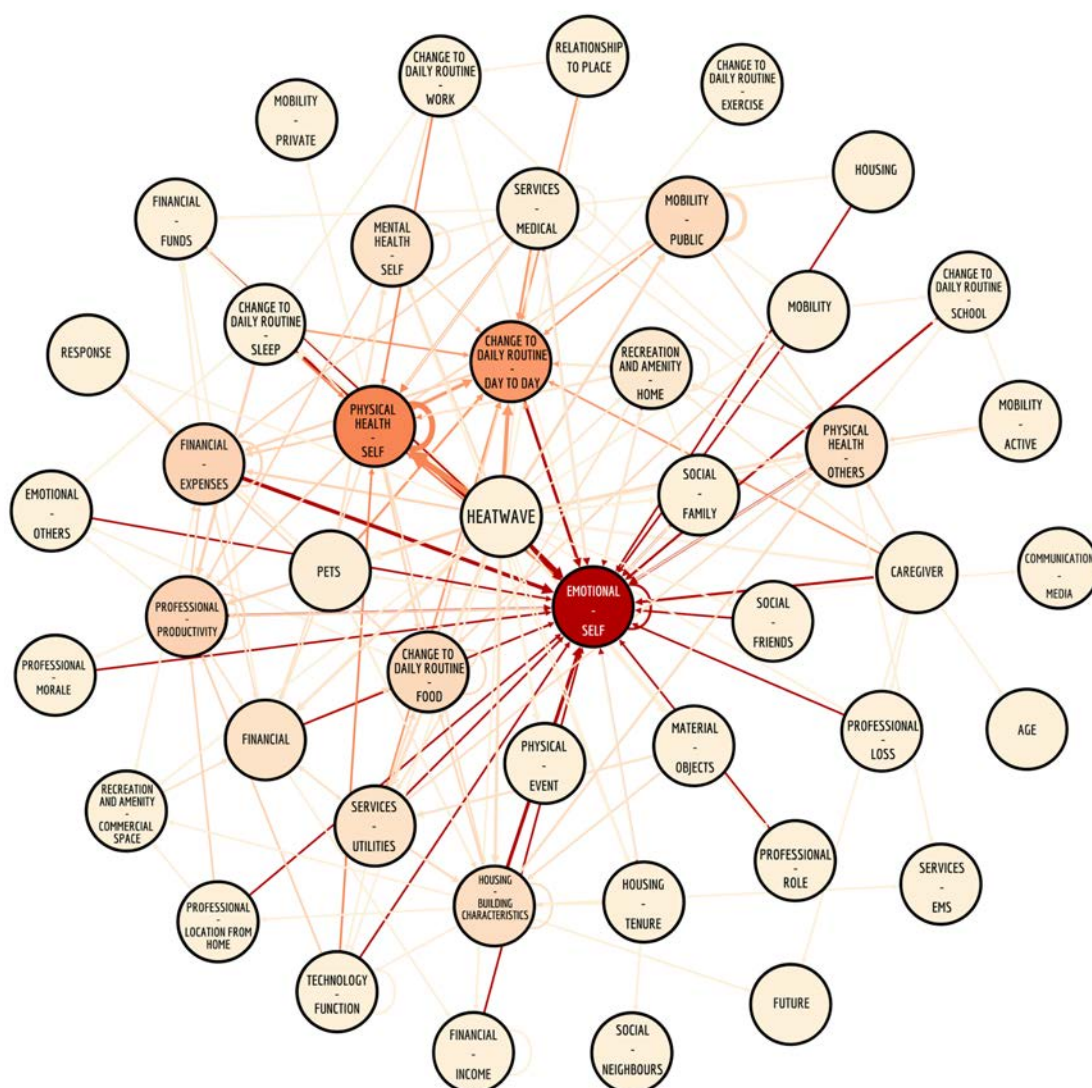 RELATIONSHIP
TO PLACE
CHANGE TO
DAILY ROUTINE
-
WORK
CHANGE TO
DAILY ROUTINE
-
EXERCISE
MOBILITY
-
PRIVATE
HOUSING
SERVICES
-
MEDICAL
MOBILITY
-
PUBLIC
FINANCIAL
-
FUNDS
MENTAL
HEALTH
-
SELF
CHANGE TO
DAILY ROUTINE
-
SCHOOL
MOBILITY
CHANGE TO
DAILY ROUTINE
-
SLEEP
RESPONSE
CHANGE TO
DAILY ROUTINE
-
DAY TO DAY
RECREATION
AND AMENITY
-
HOME
MOBILITY
-
ACTIVE
PHYSICAL
HEALTH
-
SELF
PHYSICAL
HEALTH
-
OTHERS
FINANCIAL
-
EXPENSES
SOCIAL
-
FAMILY
EMOTIONAL
-
OTHERS
HEATWAVE
PETS
CAREGIVER
COMMUNICATION
-
MEDIA
EMOTIONAL
-
SELF
PROFESSIONAL
-
PRODUCTIVITY
SOCIAL
-
FRIENDS
PROFESSIONAL
-
MORALE
CHANGE TO
DAILY ROUTINE
-
FOOD
FINANCIAL
MATERIAL
-
OBJECTS
PROFESSIONAL
-
LOSS
AGE
PHYSICAL
-
EVENT
RECREATION
AND AMENITY
-
COMMERCIAL
SPACE
SERVICES
-
UTILITIES
PROFESSIONAL
-
ROLE
SERVICES
-
EMS
HOUSING
-
BUILDING
CHARACTERISTICS
HOUSING
-
TENURE
PROFESSIONAL
-
LOCATION FROM
HOME
TECHNOLOGY
-
FUNCTION
FUTURE
FINANCIAL
-
INCOME
SOCIAL
-
NEIGHBOURS